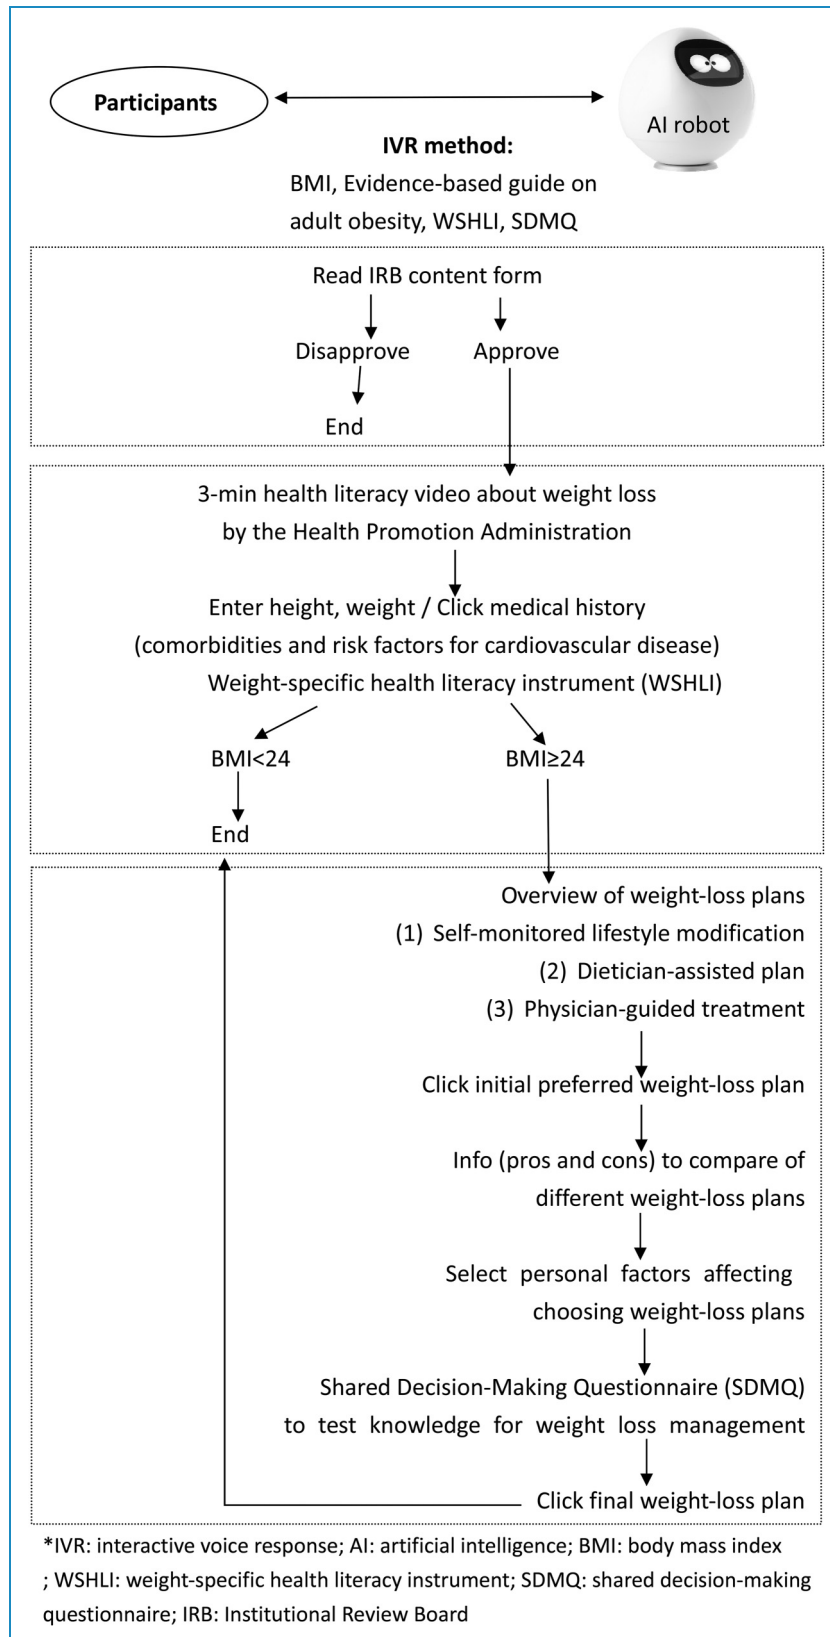 Participants
AI robot
IVR method:
BMI, Evidence-based guide on
adult obesity, WSHLI, SDMQ
Read IRB content form
Disapprove Approve
End
3-min health literacy video about weight loss
by the Health Promotion Administration
Enter height, weight / Click medical history
(comorbidities and risk factors for cardiovascular disease)
Weight-specific health literacy instrument (WSHLI)
BMI<24 BMI≥24
End
Overview of weight-loss plans
(1) Self-monitored lifestyle modification
(2) Dietician-assisted plan
(3) Physician-guided treatment
Click initial preferred weight-loss plan
Info (pros and cons) to compare of
different weight-loss plans
Select personal factors affecting
choosing weight-loss plans
Shared Decision-Making Questionnaire (SDMQ)
to test knowledge for weight loss management
Click final weight-loss plan
*IVR: interactive voice response; AI: artificial intelligence; BMI: body mass index
; WSHLI: weight-specific health literacy instrument; SDMQ: shared decision-making
questionnaire; IRB: Institutional Review Board